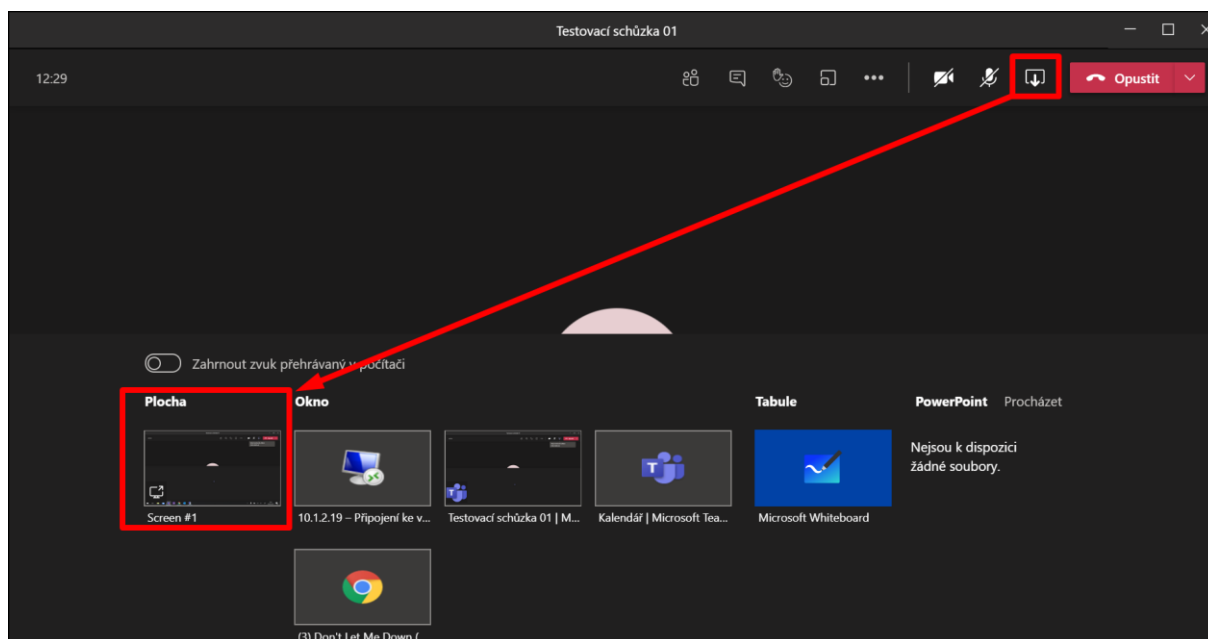 Testovací schůzka 01
12:29
Opustit
Zahrnout zvuk přehrávaný v počítači
Plocha
Okno
Tabule
PowerPoint Procházet
Nejsou k dispozici
žádné soubory.
Screen #1
10.1.2.19 – Připojení ke v...
Testovací schůzka 01 | M...
Kalendář | Microsoft Tea...
Microsoft Whiteboard
(3) Don't Let Me Down (